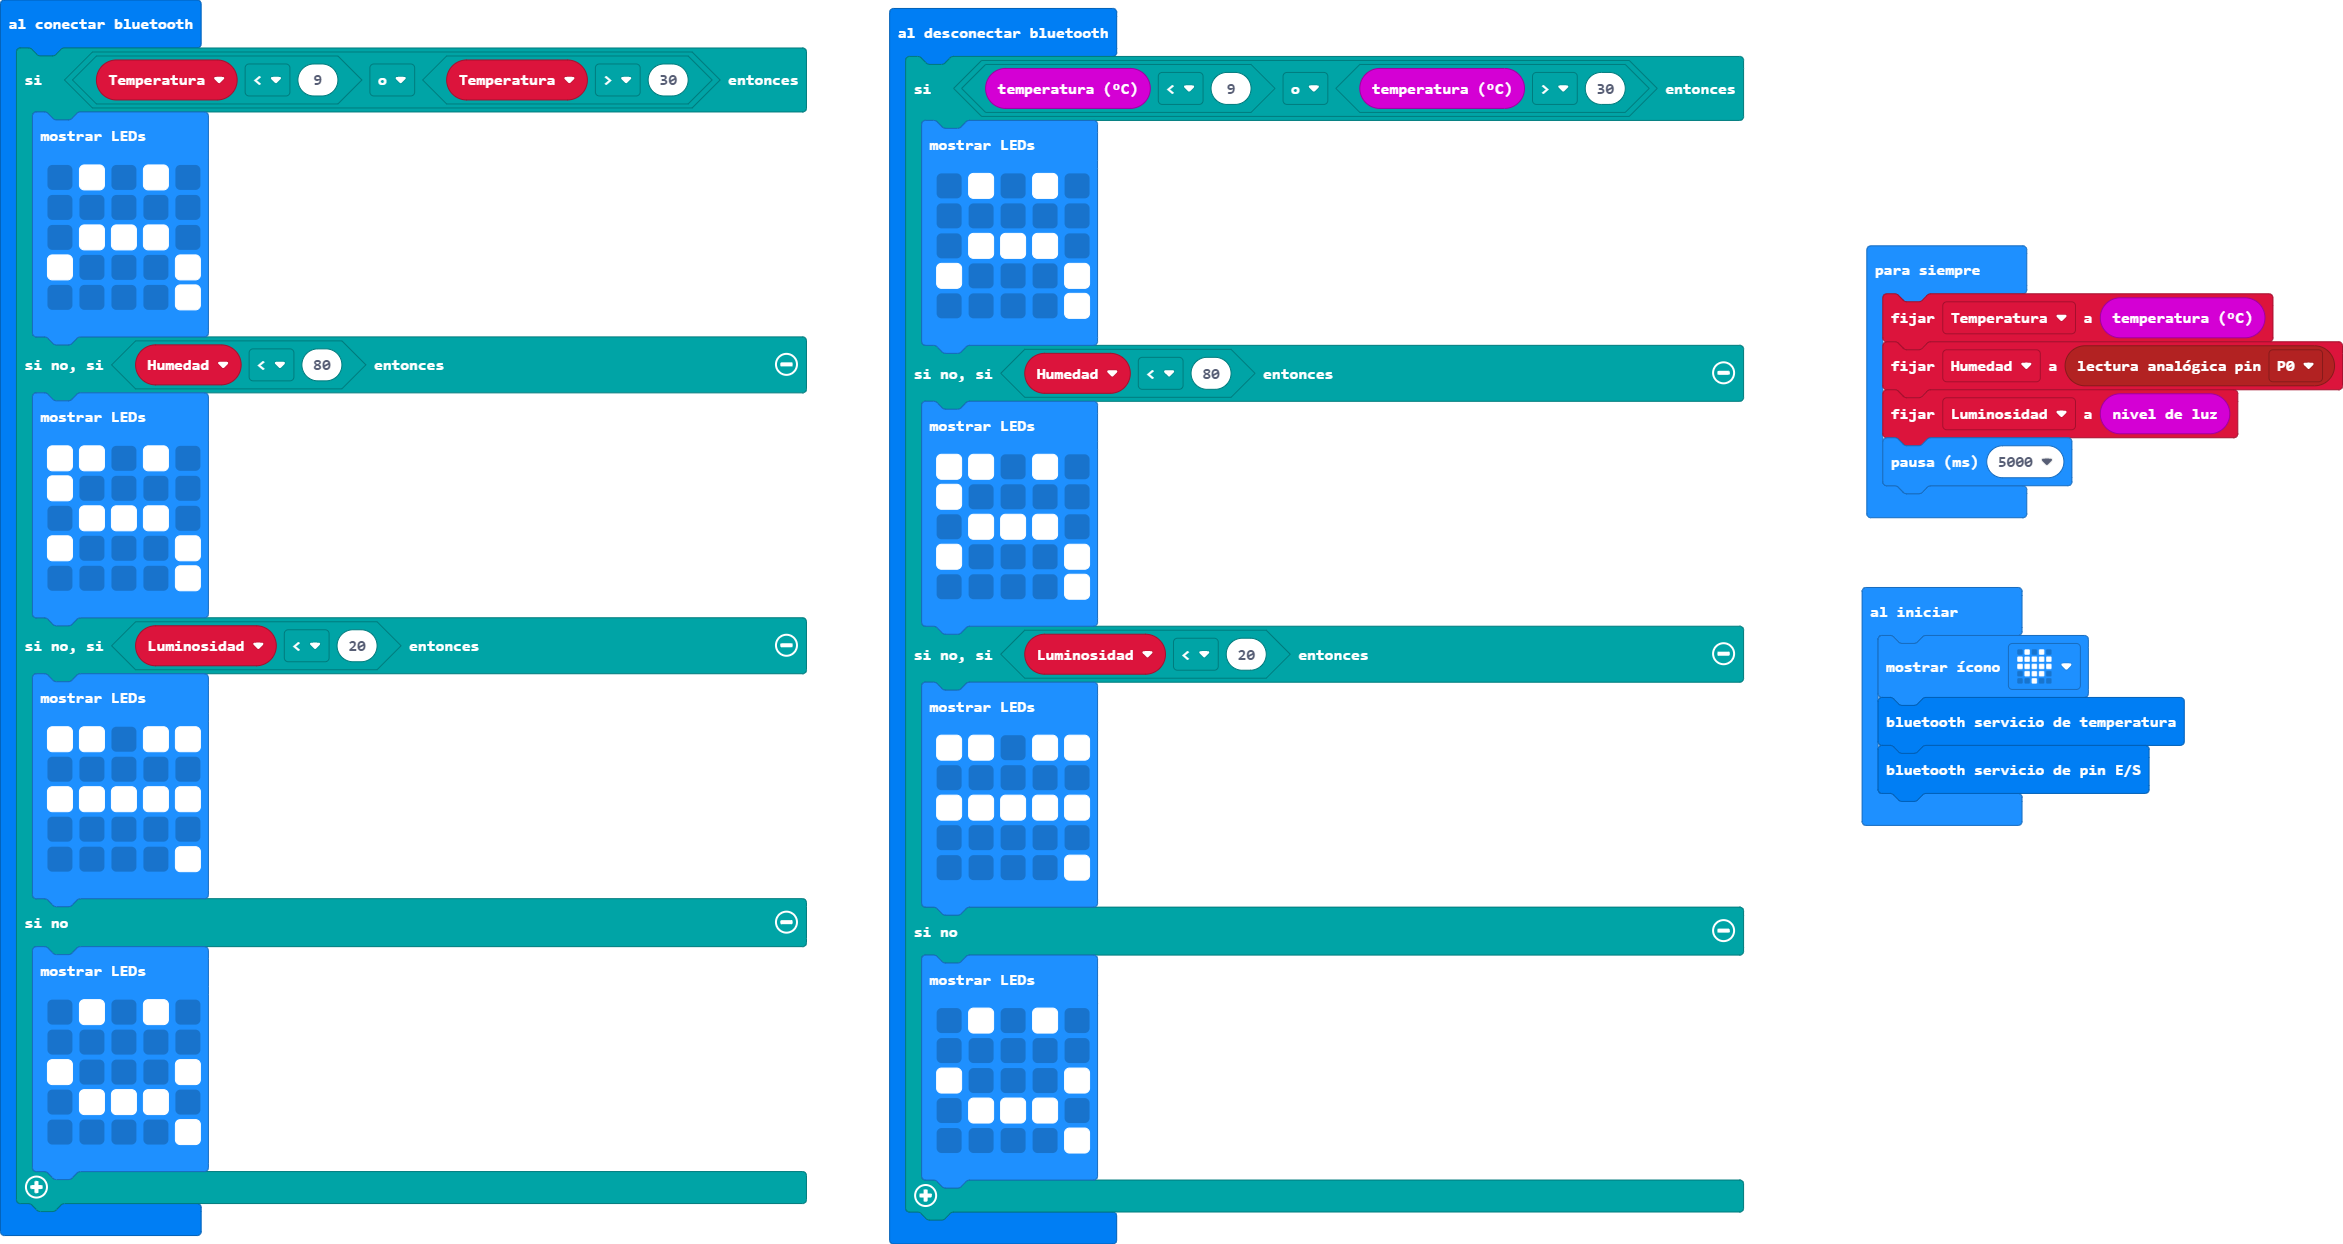 al conectar bluetooth
si Temperatura < 9 o Temperatura > 30 entonces
mostrar LEDs
si no, si Humedad < 80 entonces
mostrar LEDs
si no, si Luminosidad < 20 entonces
mostrar LEDs
si no
mostrar LEDs
al desconectar bluetooth
si temperatura (ºC) < 9 o temperatura (ºC) > 30 entonces
mostrar LEDs
si no, si Humedad < 80 entonces
mostrar LEDs
si no, si Luminosidad < 20 entonces
mostrar LEDs
si no
mostrar LEDs
para siempre
fijar Temperatura a temperatura (ºC)
fijar Humedad a lectura analógica pin P0
fijar Luminosidad a nivel de luz
pausa (ms) 5000
al iniciar
mostrar ícono
bluetooth servicio de temperatura
bluetooth servicio de pin E/S